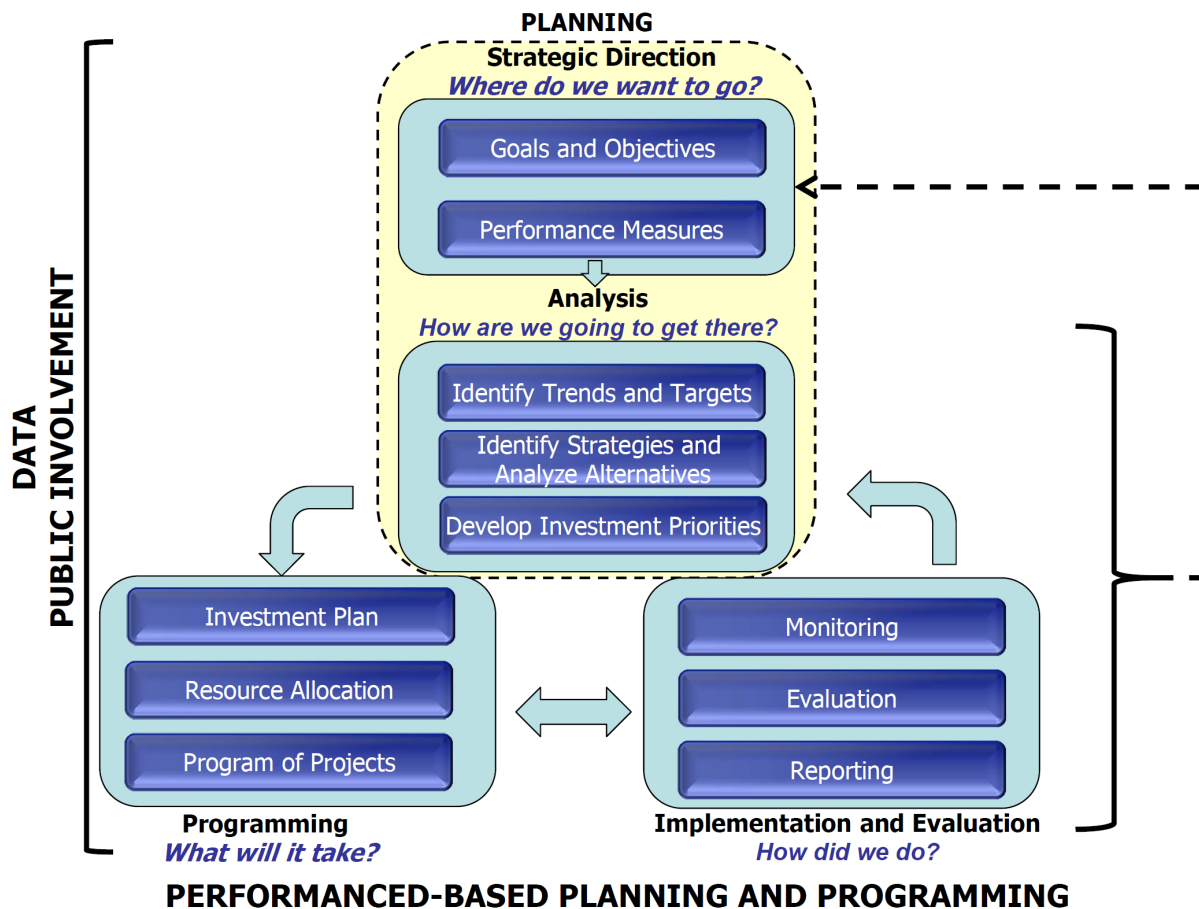 PLANNING
Strategic Direction
Where do we want to go?
Goals and Objectives
Performance Measures
Analysis
How are we going to get there?
Identify Trends and Targets
Identify Strategies and
Analyze Alternatives
Develop Investment Priorities
DATA
PUBLIC INVOLVEMENT
Investment Plan
Resource Allocation
Program of Projects
Programming
What will it take?
Monitoring
Evaluation
Reporting
Implementation and Evaluation
How did we do?
PERFORMANCED-BASED PLANNING AND PROGRAMMING